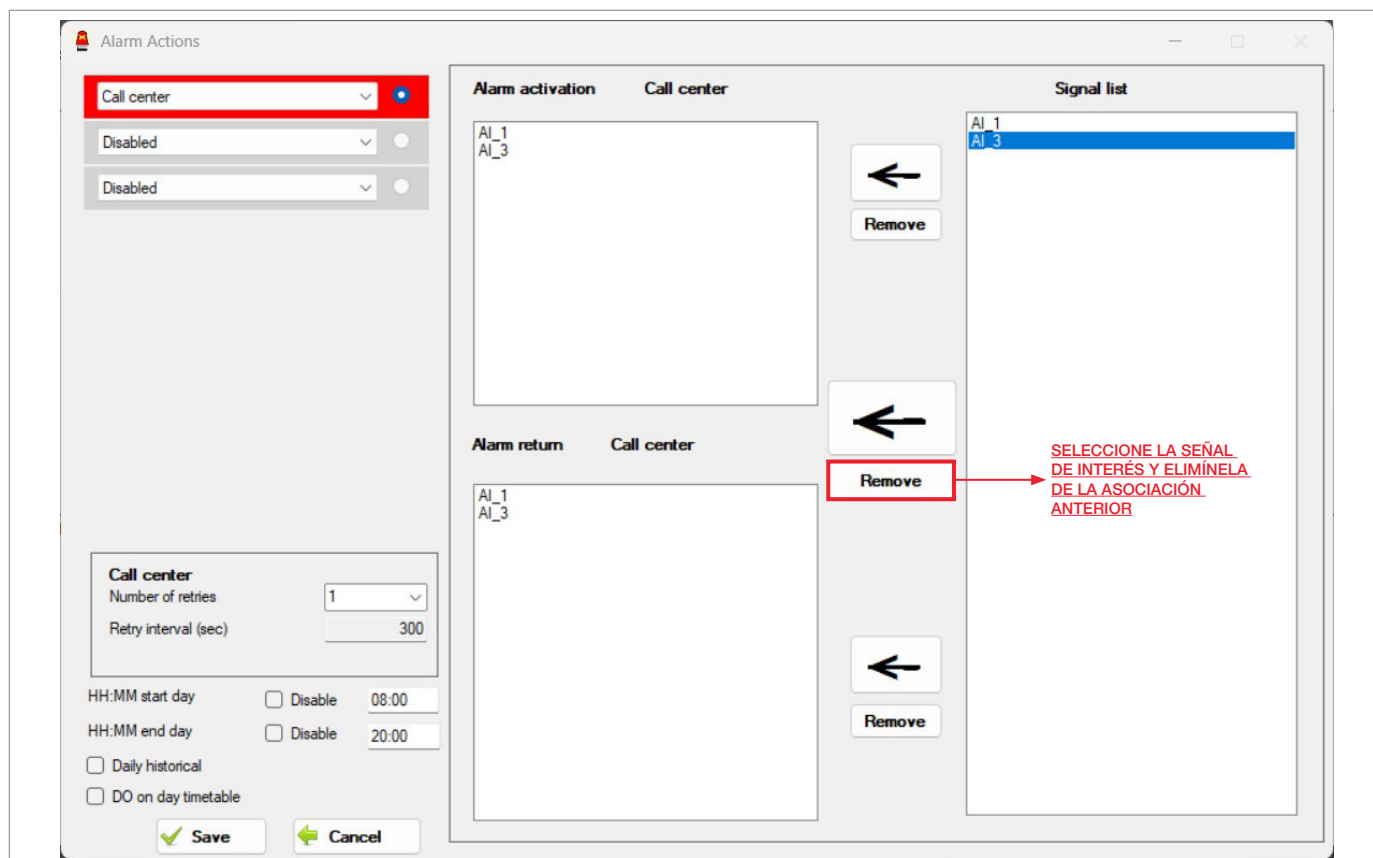 Alarm Actions
Call center
Disabled
Disabled
Alarm activation Call center
AI_1
AI_3
Remove
Signal list
AI_1
AI_3
Alarm return Call center
AI_1
AI_3
Remove
SELECCIONE LA SEÑAL
DE INTERÉS Y ELIMÍNELA
DE LA ASOCIACIÓN
ANTERIOR
Remove
Call center
Number of retries 1
Retry interval (sec) 300
HH:MM start day Disable 08:00
HH:MM end day Disable 20:00
Daily historical
DO on day timetable
Save Cancel